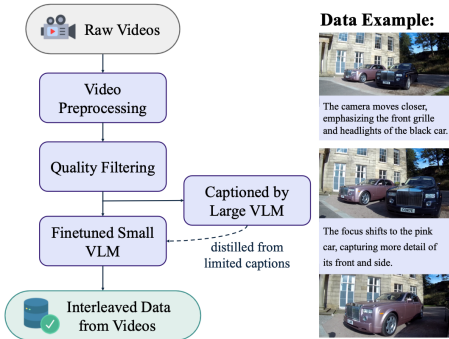 Raw Videos
Video
Preprocessing
Quality Filtering
Captioned by
Large VLM
Finetuned Small
VLM
distilled from
limited captions
Interleaved Data
from Videos
Data Example:
The camera moves closer,
emphasizing the front grille
and headlights of the black car.
The focus shifts to the pink
car, capturing more detail of
its front and side.